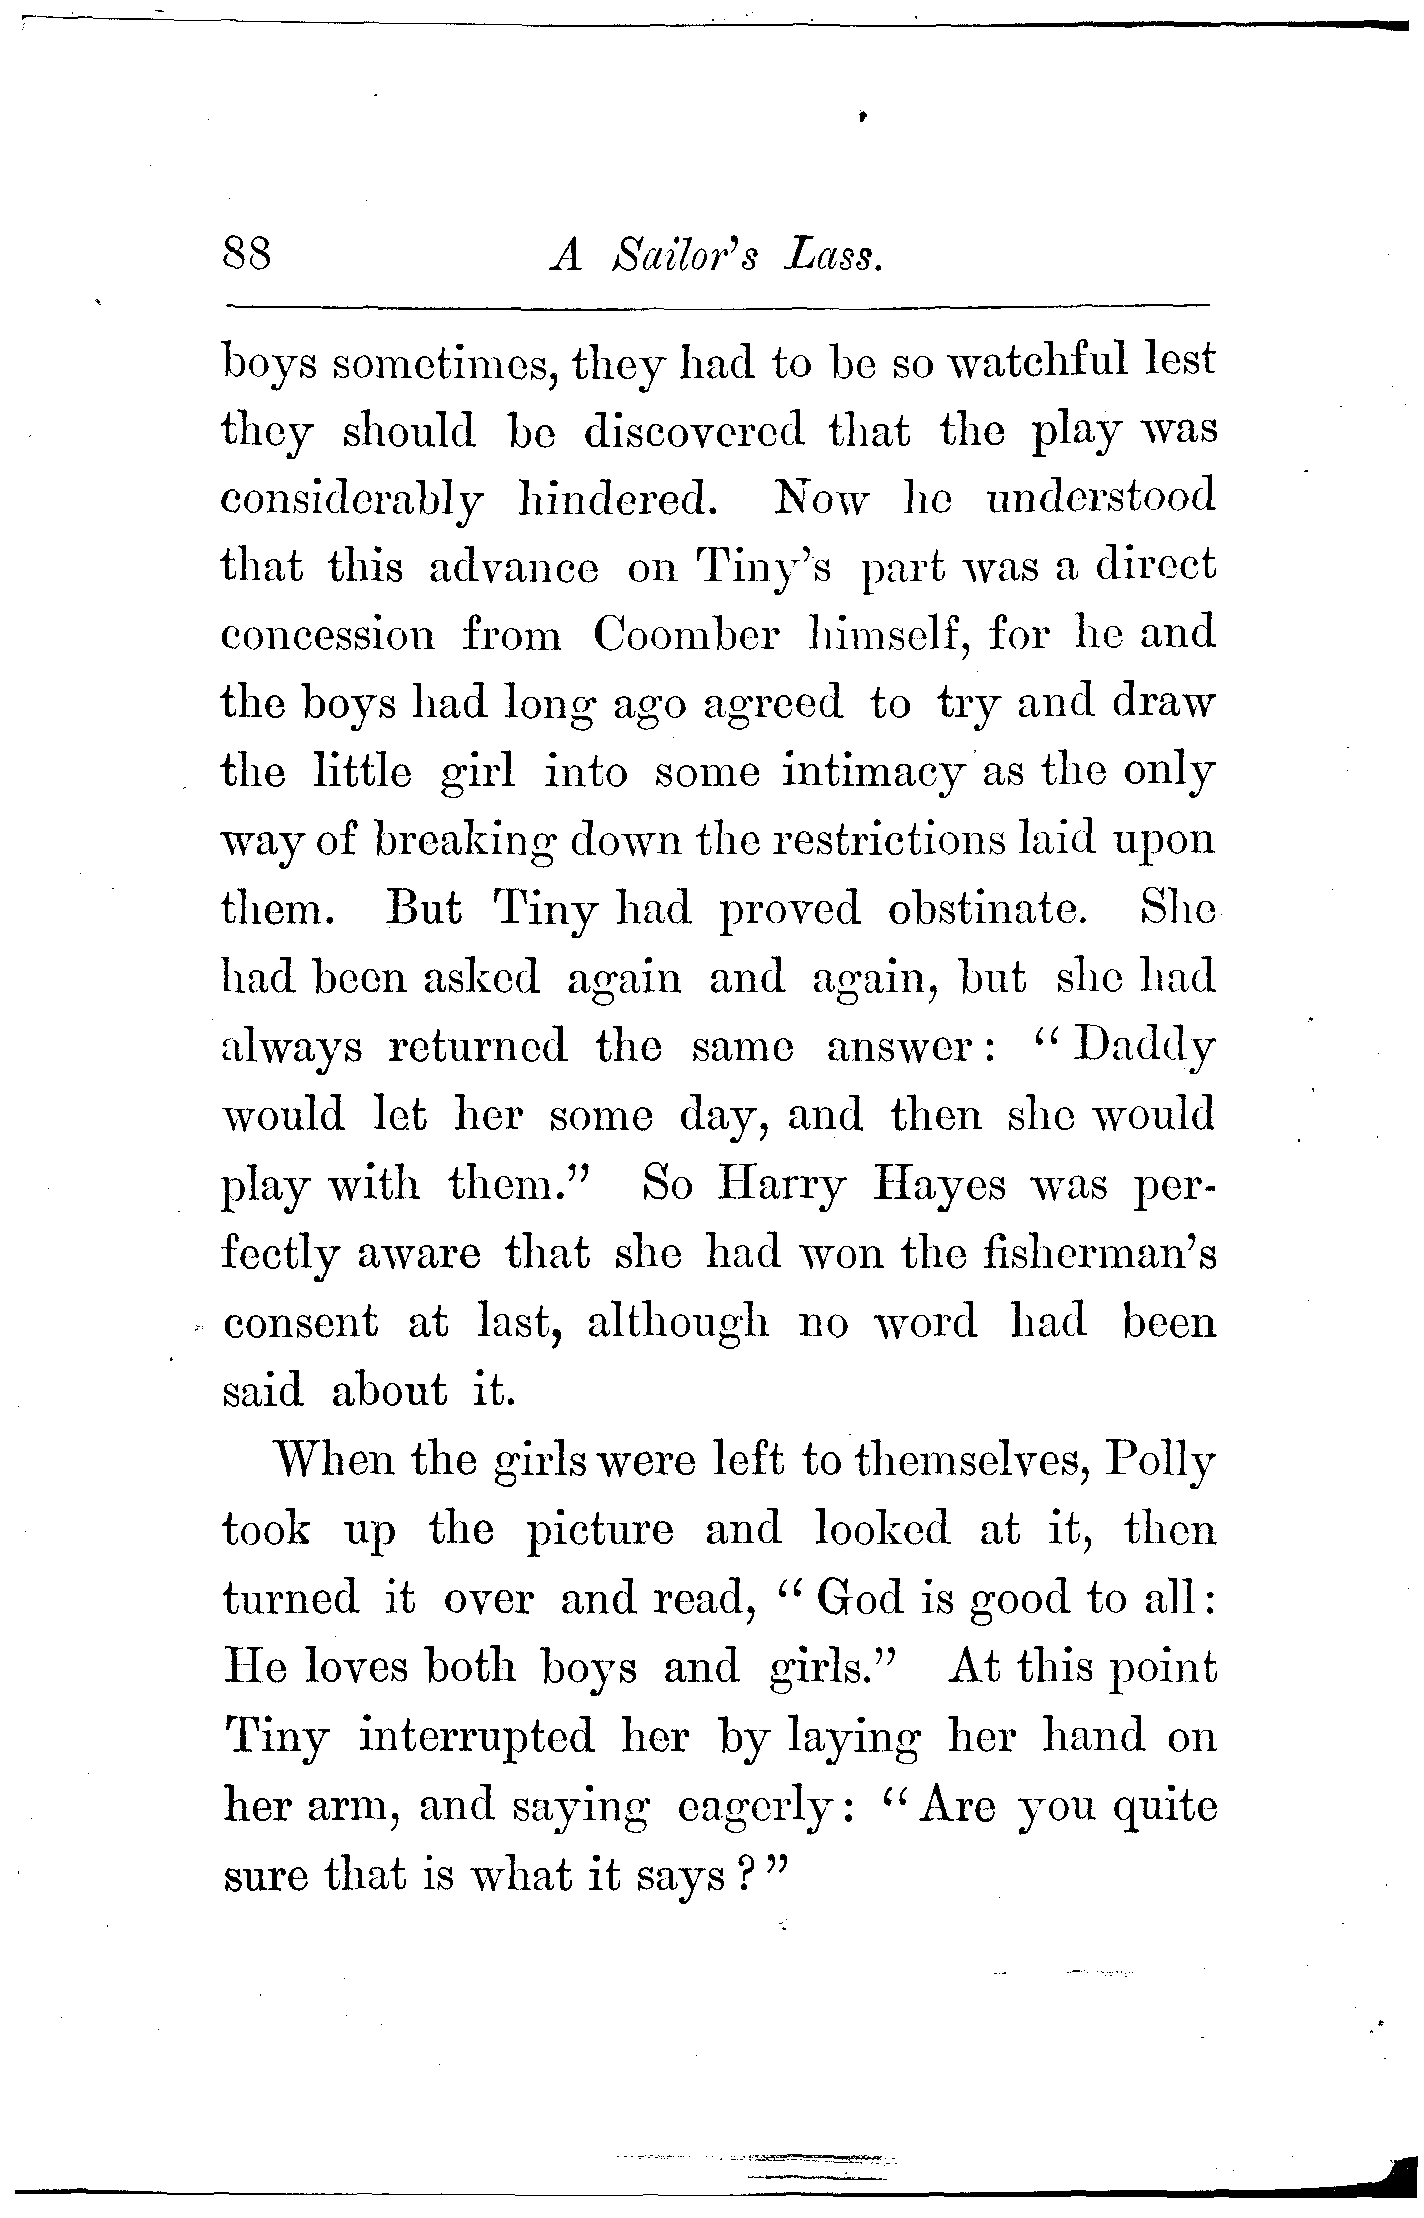 88 A Sailor's Lass.
boys sometimes, they had to be so watchful lest
they should be discovered that the play was
considerably hindered. Now he understood
that this advance on Tiny's part was a direct
concession from Coomber himself, for he and
the boys had long ago agreed to try and draw
the little girl into some intimacy as the only
way of breaking down the restrictions laid upon
them. But Tiny had proved obstinate. She
had been asked again and again, but she had
always returned the same answer: "Daddy
would let her some day, and then she would
play with them." So Harry Hayes was per-
fectly aware that she had won the fisherman's
consent at last, although no word had been
said about it.
When the girls were left to themselves, Polly
took up the picture and looked at it, then
turned it over and read, "God is good to all:
He loves both boys and girls." At this point
Tiny interrupted her by laying her hand on
her arm, and saying eagerly: "Are you quite
sure that is what it says?"